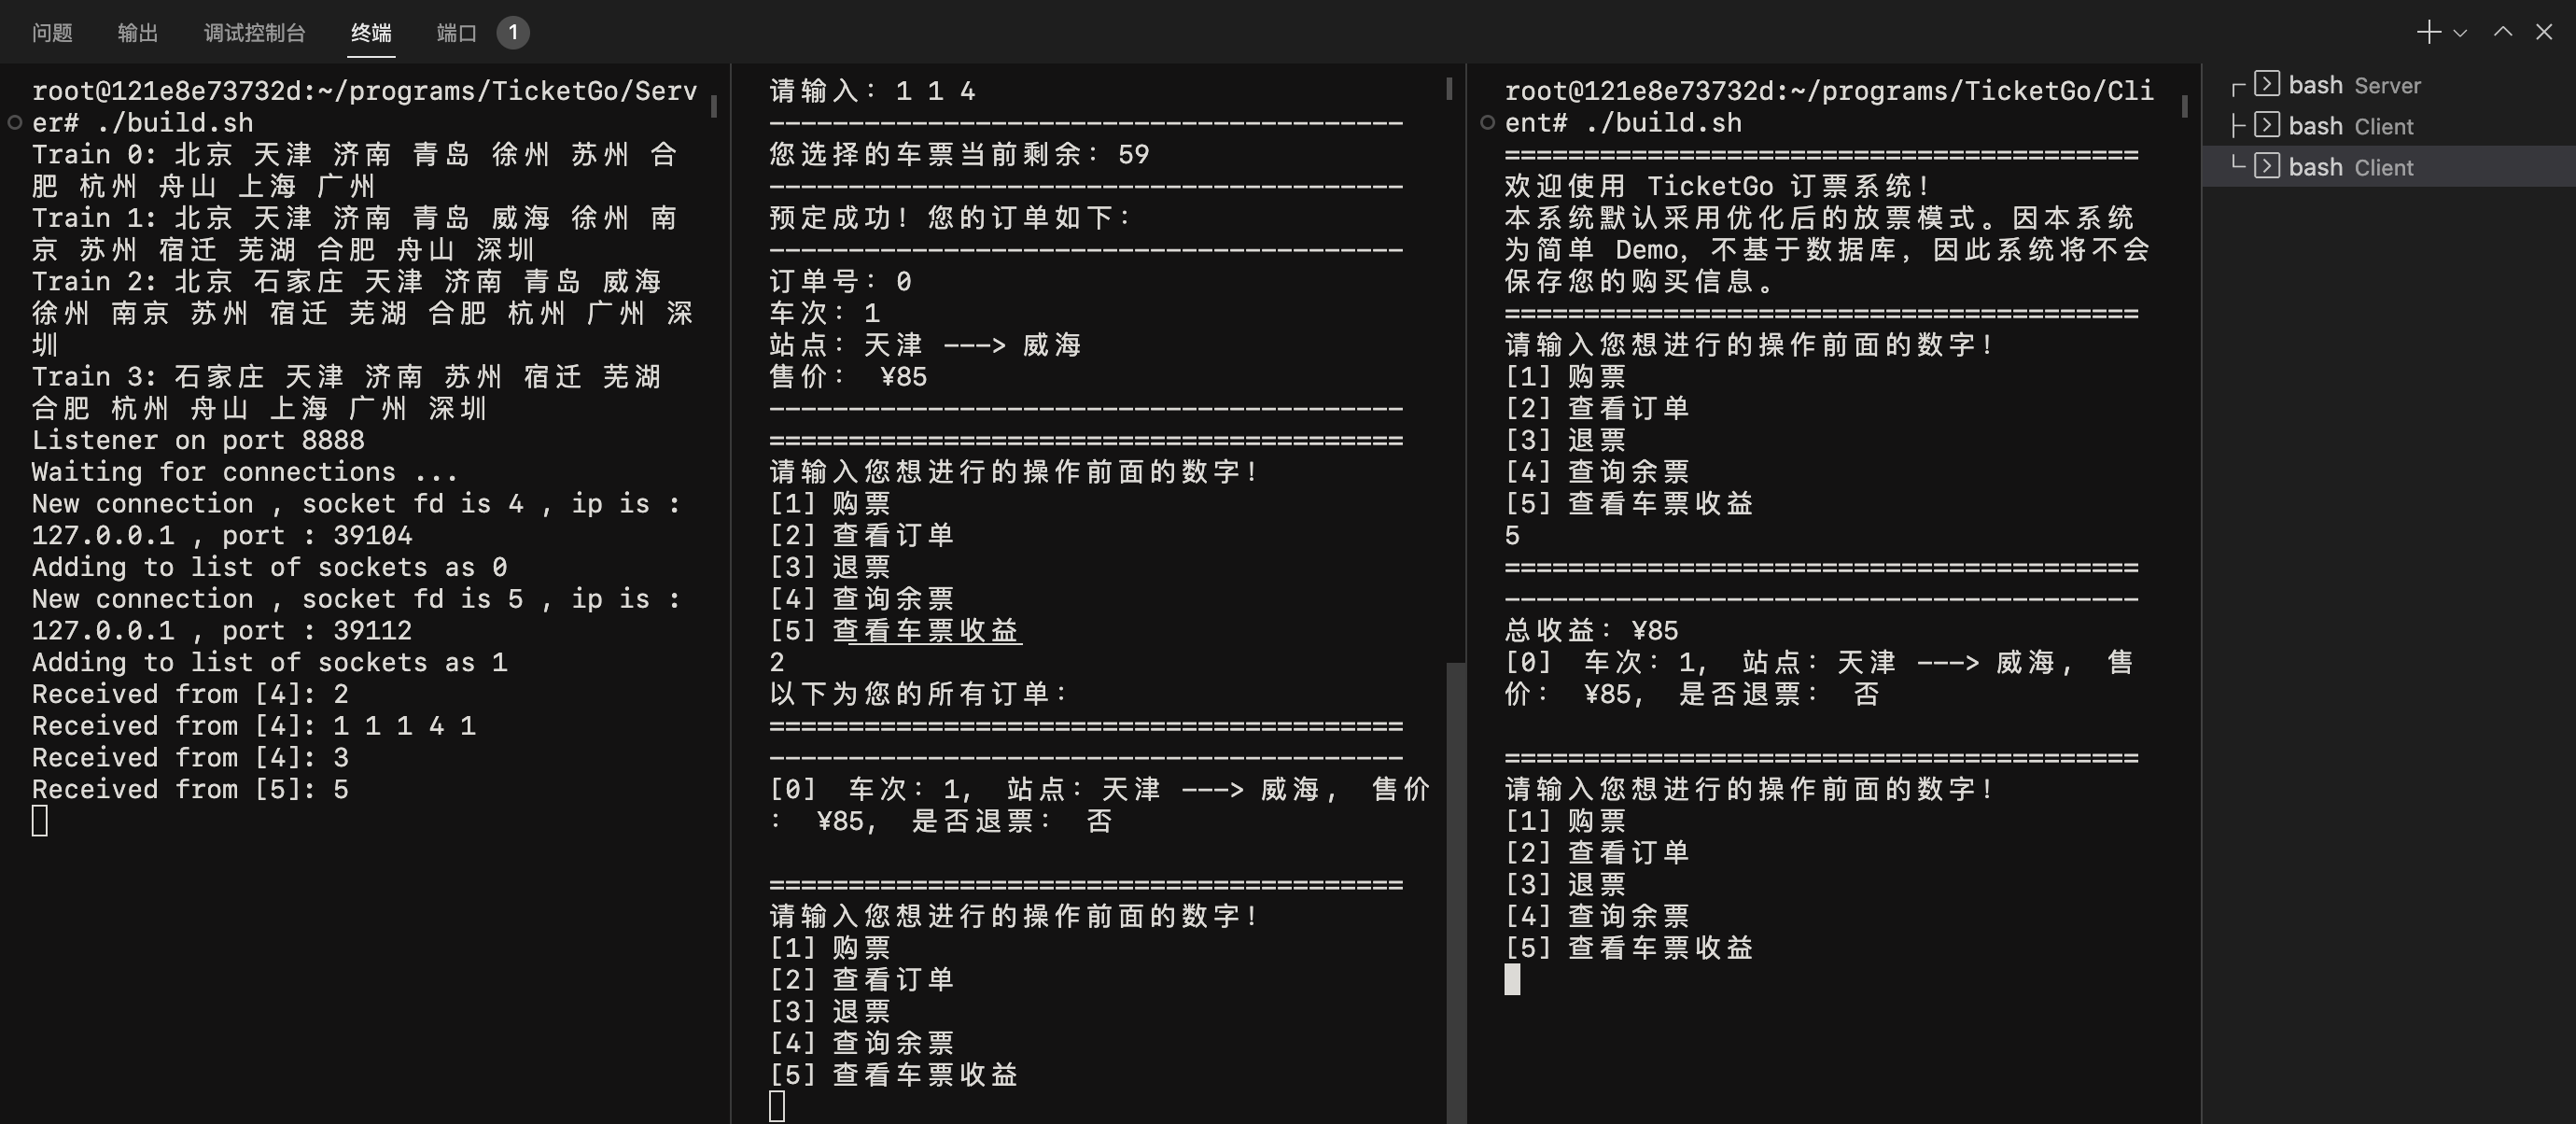 问题 输出 调试控制台 终端 端口 1
root@121e8e73732d:~/programs/TicketGo/Serv
er# ./build.sh
Train 0: 北京 天津 济南 青岛 徐州 苏州 合
肥 杭州 舟山 上海 广州
Train 1: 北京 天津 济南 青岛 威海 徐州 南
京 苏州 宿迁 芜湖 合肥 舟山 深圳
Train 2: 北京 石家庄 天津 济南 青岛 威海
徐州 南京 苏州 宿迁 芜湖 合肥 杭州 广州 深
圳
Train 3: 石家庄 天津 济南 苏州 宿迁 芜湖
合肥 杭州 舟山 上海 广州 深圳
Listener on port 8888
Waiting for connections ...
New connection , socket fd is 4 , ip is :
127.0.0.1 , port : 39104
Adding to list of sockets as 0
New connection , socket fd is 5 , ip is :
127.0.0.1 , port : 39112
Adding to list of sockets as 1
Received from [4]: 2
Received from [4]: 1 1 1 4 1
Received from [4]: 3
Received from [5]: 5
请输入：1 1 4
----------------------------------------
您选择的车票当前剩余：59
----------------------------------------
预定成功！您的订单如下：
----------------------------------------
订单号：0
车次：1
站点：天津 ---> 威海
售价： ¥85
----------------------------------------
========================================
请输入您想进行的操作前面的数字！
[1] 购票
[2] 查看订单
[3] 退票
[4] 查询余票
[5] 查看车票收益
2
以下为您的所有订单：
========================================
----------------------------------------
[0] 车次：1, 站点：天津 ---> 威海, 售价
： ¥85, 是否退票： 否
========================================
请输入您想进行的操作前面的数字！
[1] 购票
[2] 查看订单
[3] 退票
[4] 查询余票
[5] 查看车票收益
root@121e8e73732d:~/programs/TicketGo/Cli
ent# ./build.sh
========================================
欢迎使用 TicketGo 订票系统！
本系统默认采用优化后的放票模式。因本系统
为简单 Demo，不基于数据库，因此系统将不会
保存您的购买信息。
========================================
请输入您想进行的操作前面的数字！
[1] 购票
[2] 查看订单
[3] 退票
[4] 查询余票
[5] 查看车票收益
5
========================================
----------------------------------------
总收益：¥85
[0] 车次：1, 站点：天津 ---> 威海, 售
价： ¥85, 是否退票： 否
========================================
请输入您想进行的操作前面的数字！
[1] 购票
[2] 查看订单
[3] 退票
[4] 查询余票
[5] 查看车票收益
bash Server
bash Client
bash Client